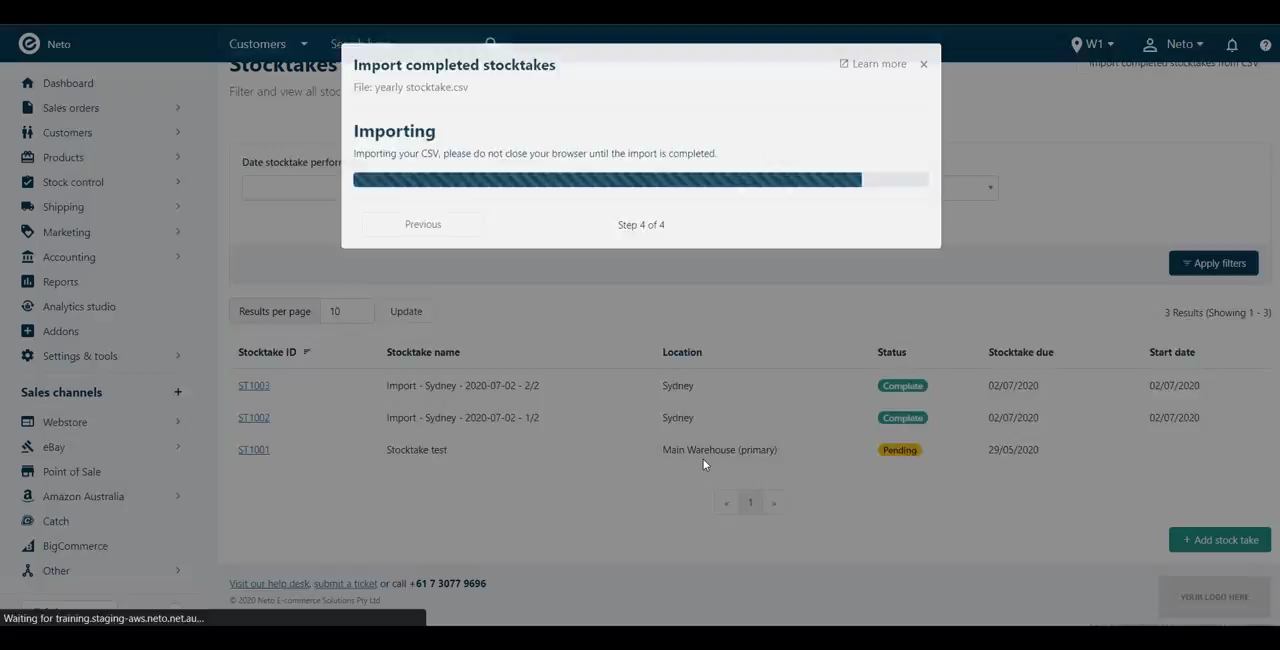 Neto
Customers
W1
Neto
Import completed stocktakes
Learn more
File: yearly stocktake.csv
Importing
Importing your CSV, please do not close your browser until the import is completed.
Previous
Step 4 of 4
Stocktakes
Import completed stocktakes from CSV
Filter and view all stoc
Date stocktake perform
Apply filters
Dashboard
Sales orders
Customers
Products
Stock control
Shipping
Marketing
Accounting
Reports
Analytics studio
Addons
Settings & tools
Sales channels +
Webstore
eBay
Point of Sale
Amazon Australia
Catch
BigCommerce
Other
Results per page 10 Update
3 Results (Showing 1 - 3)
Stocktake ID Stocktake name Location Status Stocktake due Start date
ST1003 Import - Sydney - 2020-07-02 - 2/2 Sydney Complete 02/07/2020 02/07/2020
ST1002 Import - Sydney - 2020-07-02 - 1/2 Sydney Complete 02/07/2020 02/07/2020
ST1001 Stocktake test Main Warehouse (primary) Pending 29/05/2020
« 1 »
+ Add stock take
Visit our help desk, submit a ticket or call +61 7 3077 9696
© 2020 Neto E-commerce Solutions Pty Ltd
YOUR LOGO HERE
Waiting for training.staging-aws.neto.net.au...